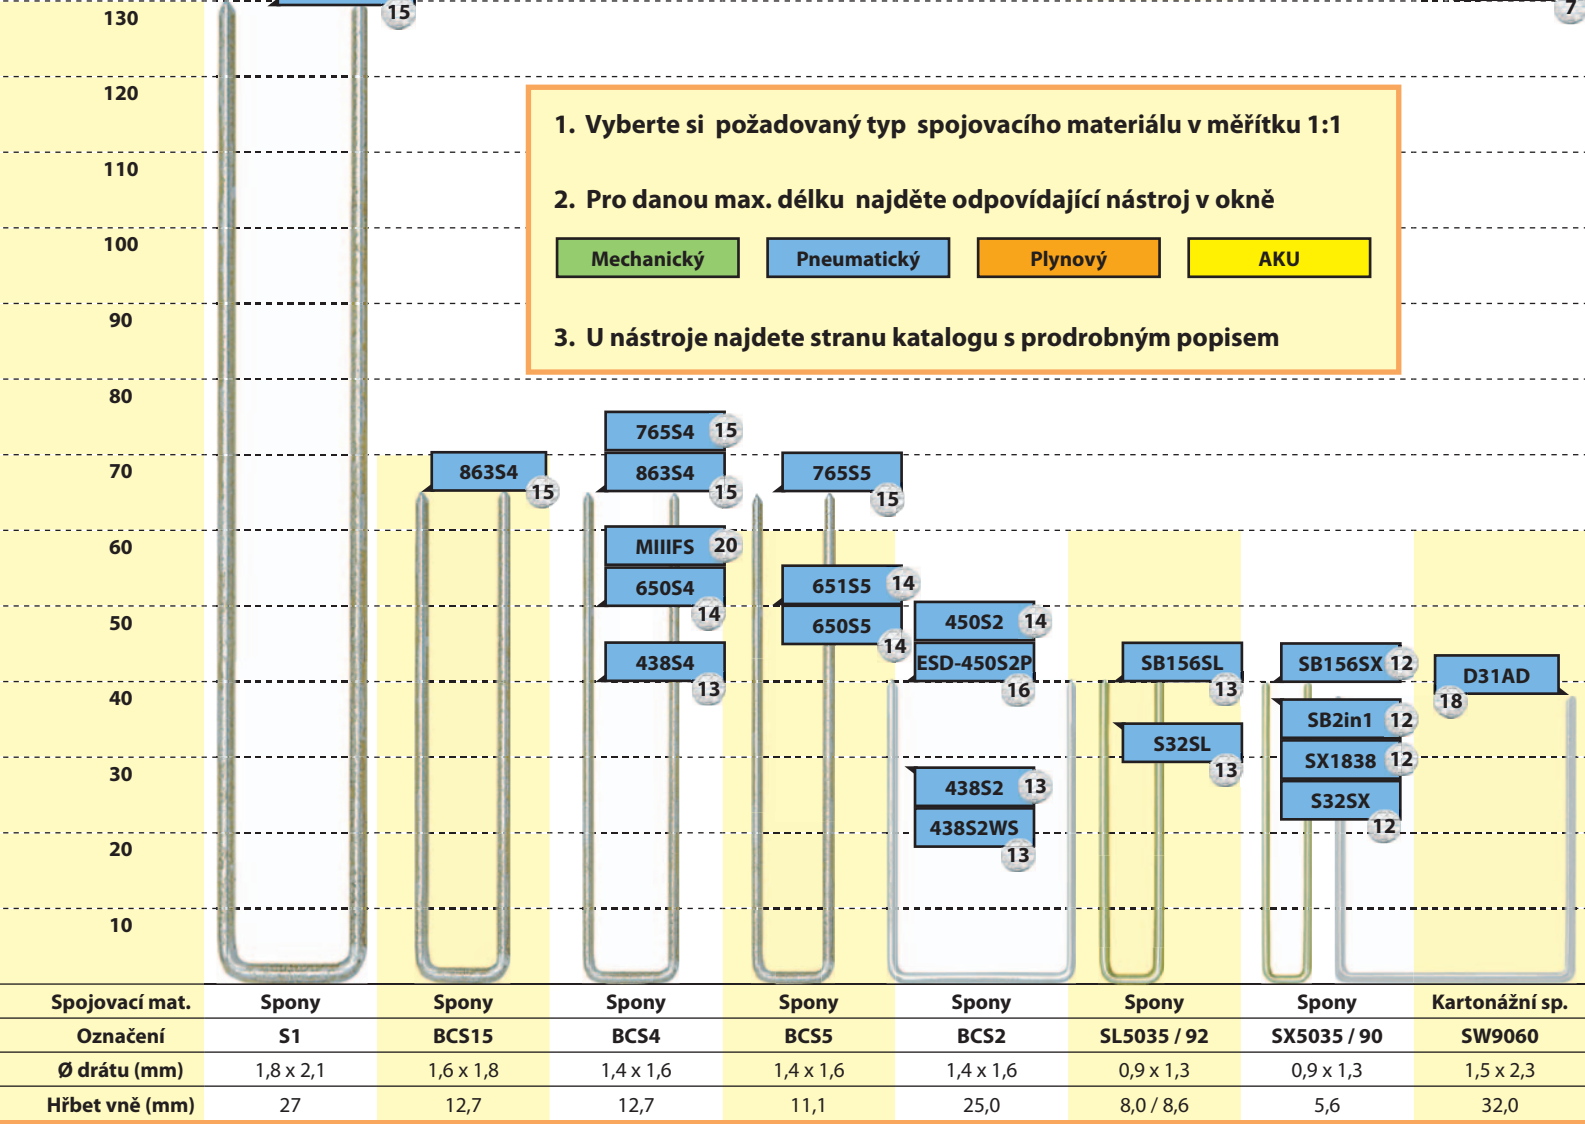 15
7
130
120
110
100
90
80
70
60
50
40
30
20
10
1. Vyberte si požadovaný typ spojovacího materiálu v měřítku 1:1
2. Pro danou max. délku najděte odpovídající nástroj v okně
Mechanický Pneumatický Plynový AKU
3. U nástroje najdete stranu katalogu s prodrobným popisem
863S4 15
765S4 15
863S4 15
MIIIFS 20
650S4 14
438S4 13
765S5 15
651S5 14
650S5 14
450S2 14
ESD-450S2P 16
438S2 13
438S2WS 13
SB156SL 13
S32SL 13
SB156SX 12
SB2in1 12
SX1838 12
S32SX 12
D31AD 18
Spojovací mat. Spony Spony Spony Spony Spony Spony Spony Kartonážní sp.
Označení S1 BCS15 BCS4 BCS5 BCS2 SL5035 / 92 SX5035 / 90 SW9060
Ø drátu (mm) 1,8 x 2,1 1,6 x 1,8 1,4 x 1,6 1,4 x 1,6 1,4 x 1,6 0,9 x 1,3 0,9 x 1,3 1,5 x 2,3
Hřbet vně (mm) 27 12,7 12,7 11,1 25,0 8,0 / 8,6 5,6 32,0